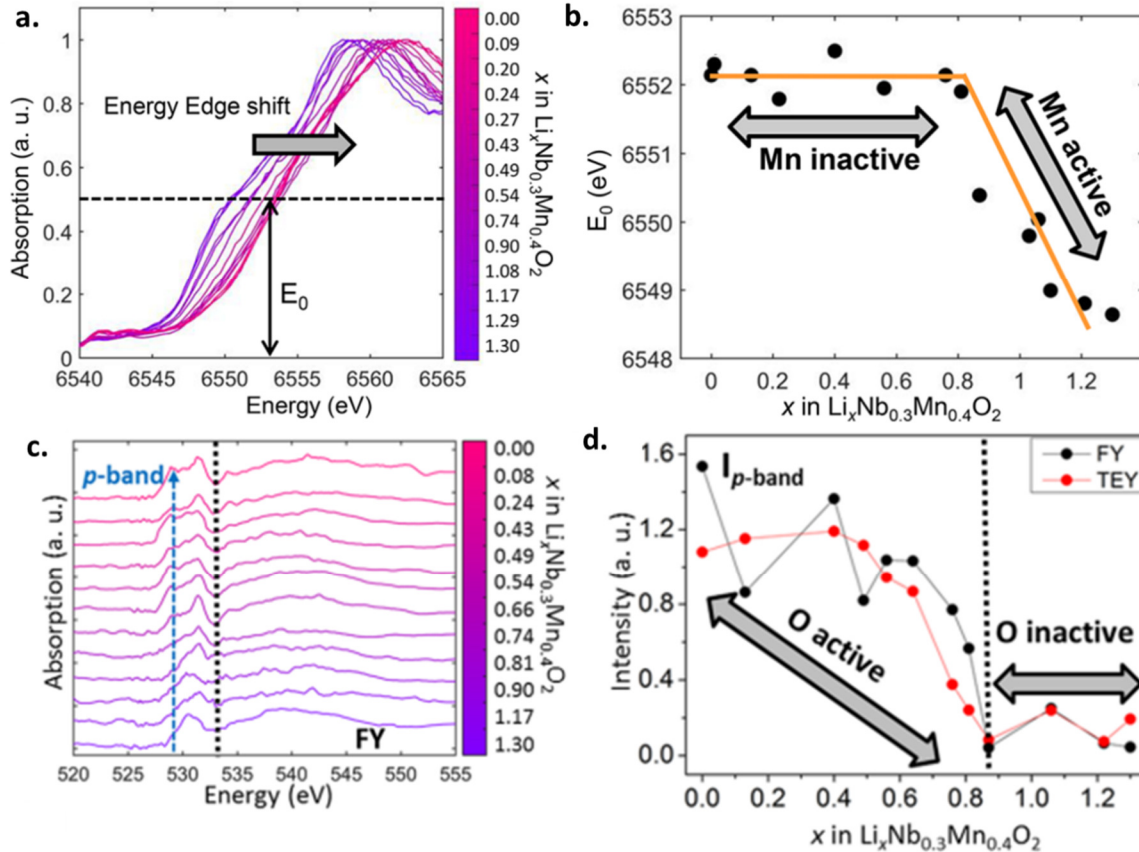 a.
Absorption (a. u.)
1
0.8
0.6
0.4
0.2
0
6540
6545
6550
6555
6560
6565
Energy (eV)
Energy Edge shift
E₀
0.00
0.09
0.16
0.27
0.43
0.43
0.50
0.54
0.74
0.90
1.08
1.17
1.29
1.30
x in LiₓNb₀.₃Mn₀.₄O₂
b.
E₀ (eV)
6553
6552
6551
6550
6549
6548
0
0.2
0.4
0.6
0.8
1
1.2
x in LiₓNb₀.₃Mn₀.₄O₂
Mn inactive
Mn active
c.
Absorption (a. u.)
p-band
FY
520
525
530
535
540
545
550
555
Energy (eV)
0.00
0.08
0.24
0.49
0.54
0.66
0.74
0.81
0.90
1.17
1.30
x in LiₓNb₀.₃Mn₀.₄O₂
d.
Intensity (a. u.)
1.6
1.2
0.8
0.4
0.0
Iₚ₋band
FY
TEY
O active
O inactive
0.0
0.2
0.4
0.6
0.8
1.0
1.2
x in LiₓNb₀.₃Mn₀.₄O₂